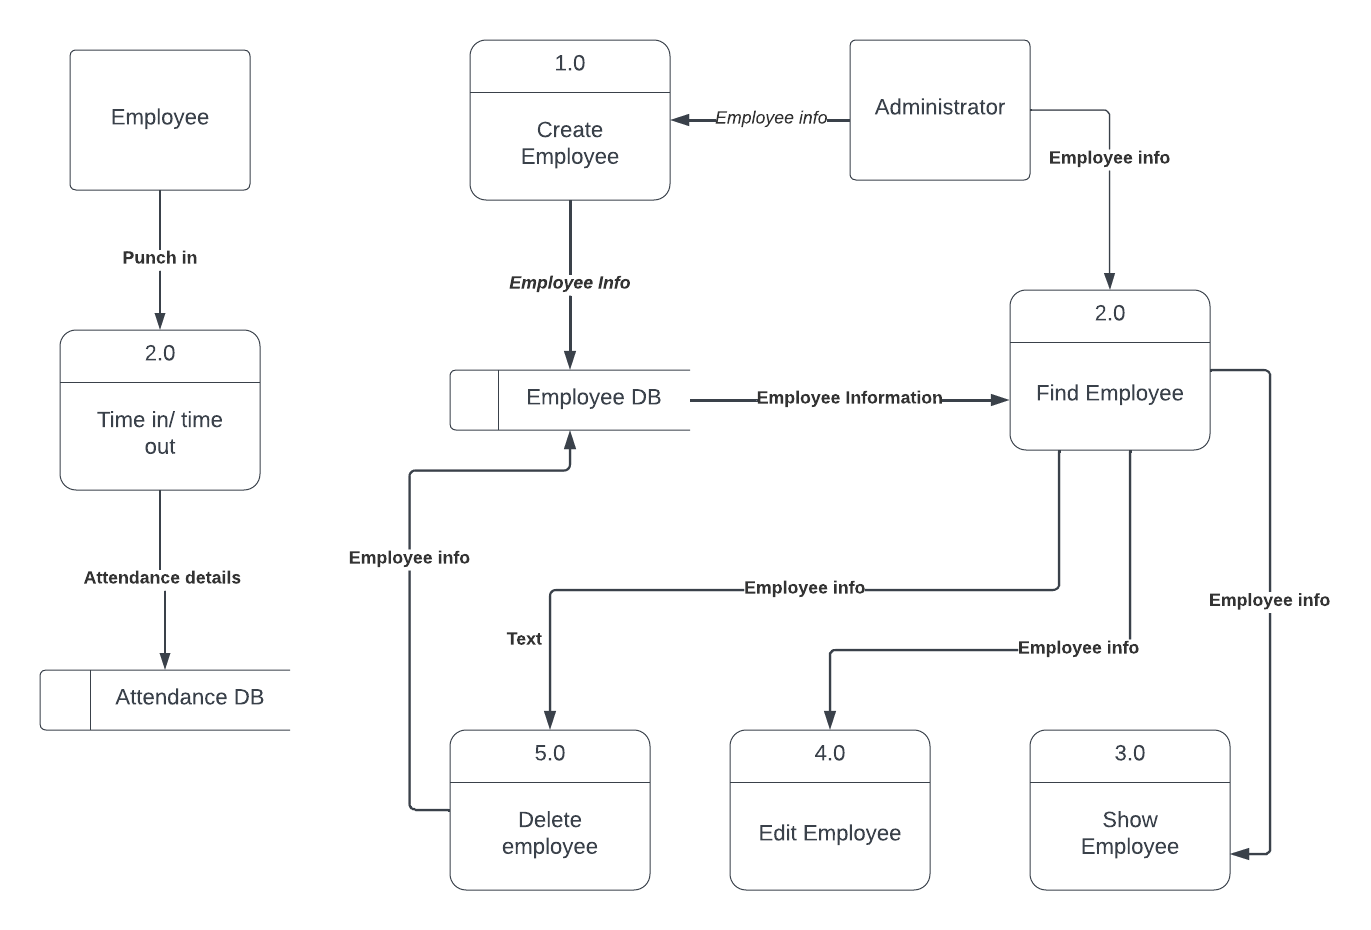 Employee
Punch in
2.0
Time in/ time
out
Attendance details
Attendance DB
1.0
Create
Employee
Employee info
Administrator
Employee info
Employee Info
Employee DB
Employee Information
2.0
Find Employee
Employee info
Employee info
Employee info
Employee info
Text
5.0
Delete
employee
4.0
Edit Employee
3.0
Show
Employee